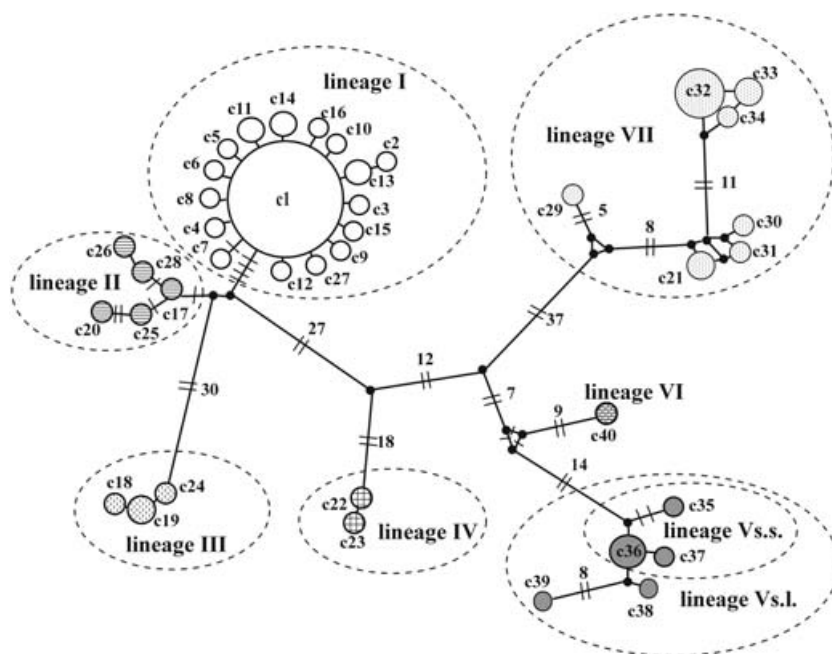 lineage I
c14
c11
c16
c10
c5
c2
c6
c13
c1
c8
c3
c4
c15
c7
c9
c12
c27
lineage II
c26
c28
c17
c20
c25
lineage VII
c32
c33
c34
11
c29
5
8
c30
c31
c21
37
27
12
7
30
18
lineage VI
9
c40
14
c18
c24
c19
lineage III
c22
c23
lineage IV
c35
lineage Vs.s.
c36
c37
c39
8
c38
lineage Vs.l.